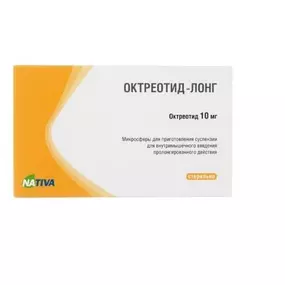 ОКТРЕОТИД-ЛОНГ
Октреотид 10 мг
Микросферы для приготовления суспензии
для внутримышечного введения
пролонгированного действия
стерильно
NATIVA